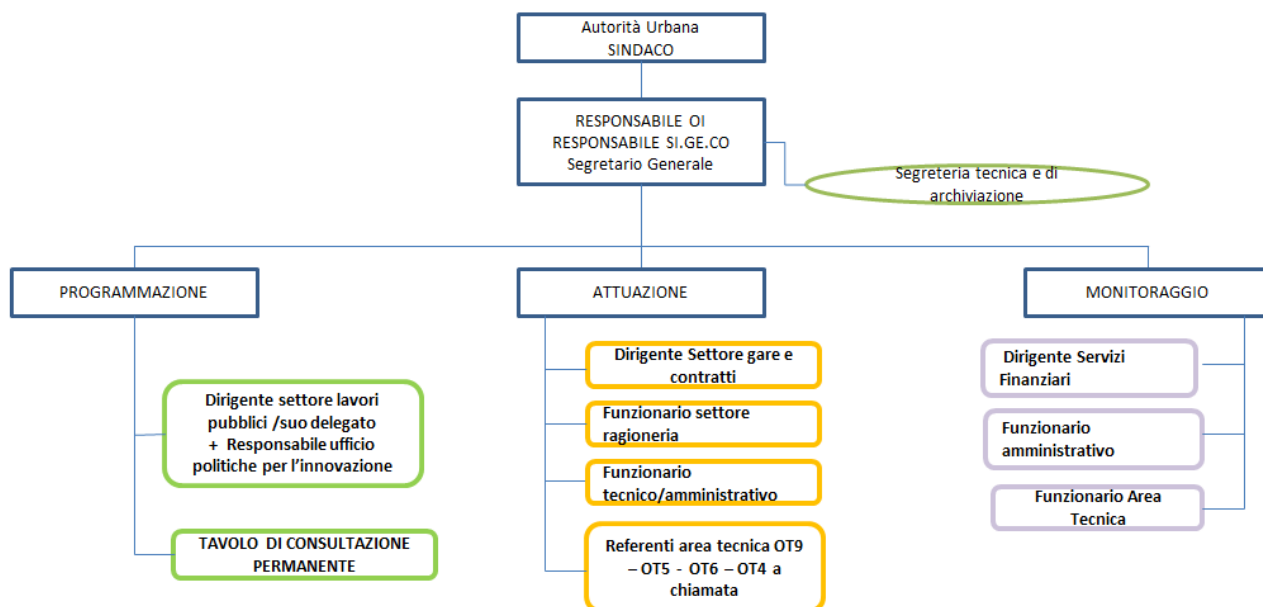 Autorità Urbana
SINDACO
RESPONSABILE OI
RESPONSABILE SI.GE.CO
Segretario Generale
Segreteria tecnica e di
archiviazione
PROGRAMMAZIONE
ATTUAZIONE
MONITORAGGIO
Dirigente settore lavori
pubblici /suo delegato
+ Responsabile ufficio
politiche per l’innovazione
TAVOLO DI CONSULTAZIONE
PERMANENTE
Dirigente Settore gare e
contratti
Funzionario settore
ragioneria
Funzionario
tecnico/amministrativo
Referenti area tecnica OT9
– OT5 - OT6 – OT4 a
chiamata
Dirigente Servizi
Finanziari
Funzionario
amministrativo
Funzionario Area
Tecnica